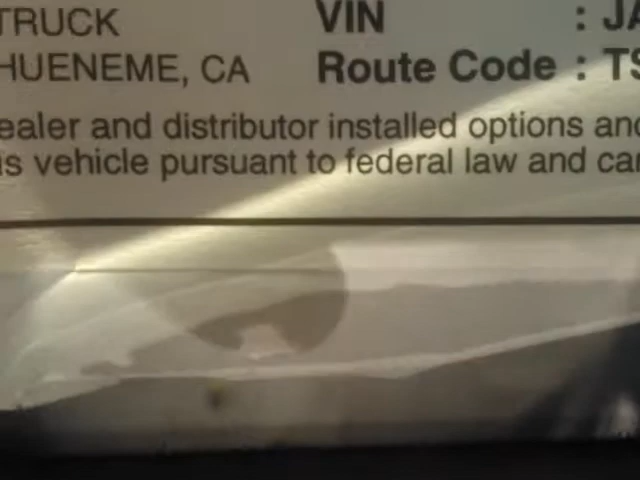 TRUCK VIN : JA
HUENEME, CA Route Code : TS
ealer and distributor installed options and
is vehicle pursuant to federal law and can